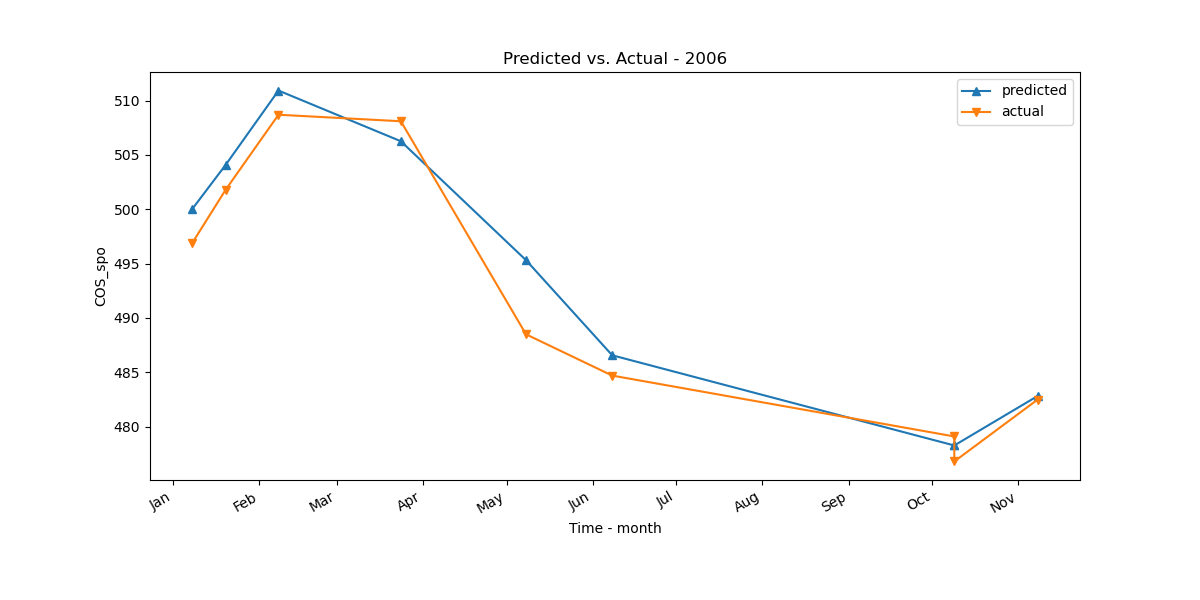 Predicted vs. Actual - 2006
predicted
actual
COS_spo
510
505
500
495
490
485
480
Jan
Feb
Mar
Apr
May
Jun
Jul
Aug
Sep
Oct
Nov
Time - month